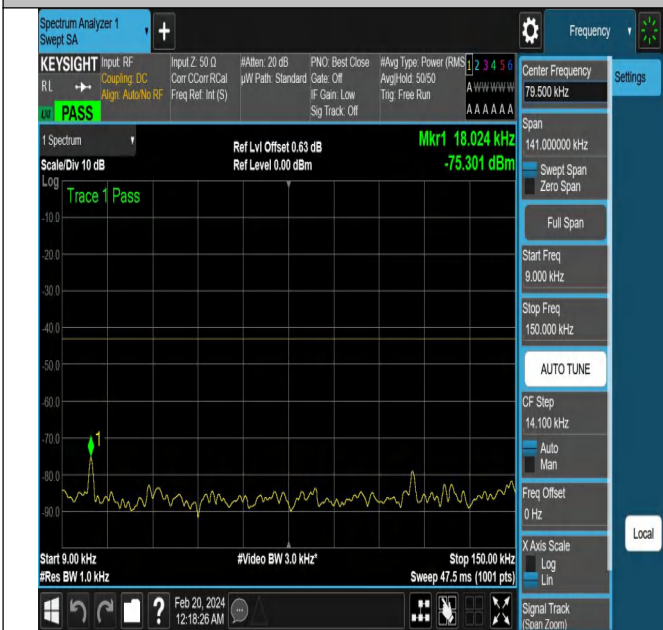 Spectrum Analyzer 1
Swept SA
+
Frequency
KEYSIGHT
RL
LXI PASS
Input: RF
Coupling: DC
Align: Auto/No RF
Input Z: 50 Ω
Corr CCorr RCal
Freq Ref: Int (S)
#Atten: 20 dB
µW Path: Standard
PNO: Best Close
Gate: Off
IF Gain: Low
Sig Track: Off
#Avg Type: Power (RMS
Avg|Hold: 50/50
Trig: Free Run
1 2 3 4 5 6
A W W W W W
A A A A A A
1 Spectrum
Scale/Div 10 dB
Ref Lvl Offset 0.63 dB
Ref Level 0.00 dBm
Mkr1 18.024 kHz
-75.301 dBm
Log
Trace 1 Pass
-10.0
-20.0
-30.0
-40.0
-50.0
-60.0
-70.0
-80.0
-90.0
1
Start 9.00 kHz
#Res BW 1.0 kHz
#Video BW 3.0 kHz*
Stop 150.00 kHz
Sweep 47.5 ms (1001 pts)
Center Frequency
79.500 kHz
Settings
Span
141.000000 kHz
Swept Span
Zero Span
Full Span
Start Freq
9.000 kHz
Stop Freq
150.000 kHz
AUTO TUNE
CF Step
14.100 kHz
Auto
Man
Freq Offset
0 Hz
X Axis Scale
Log
Lin
Signal Track
(Span Zoom)
Local
?
Feb 20, 2024
12:18:26 AM